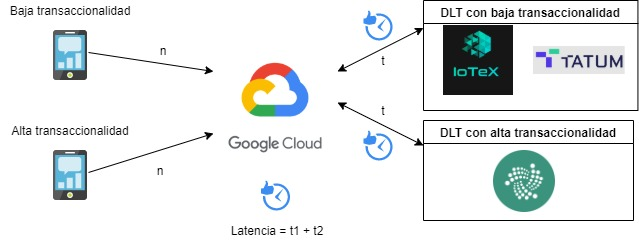 Baja transaccionalidad
n
DLT con baja transaccionalidad
IoTeX
TATUM
t
Google Cloud
t
Alta transaccionalidad
n
DLT con alta transaccionalidad
Latencia = t1 + t2